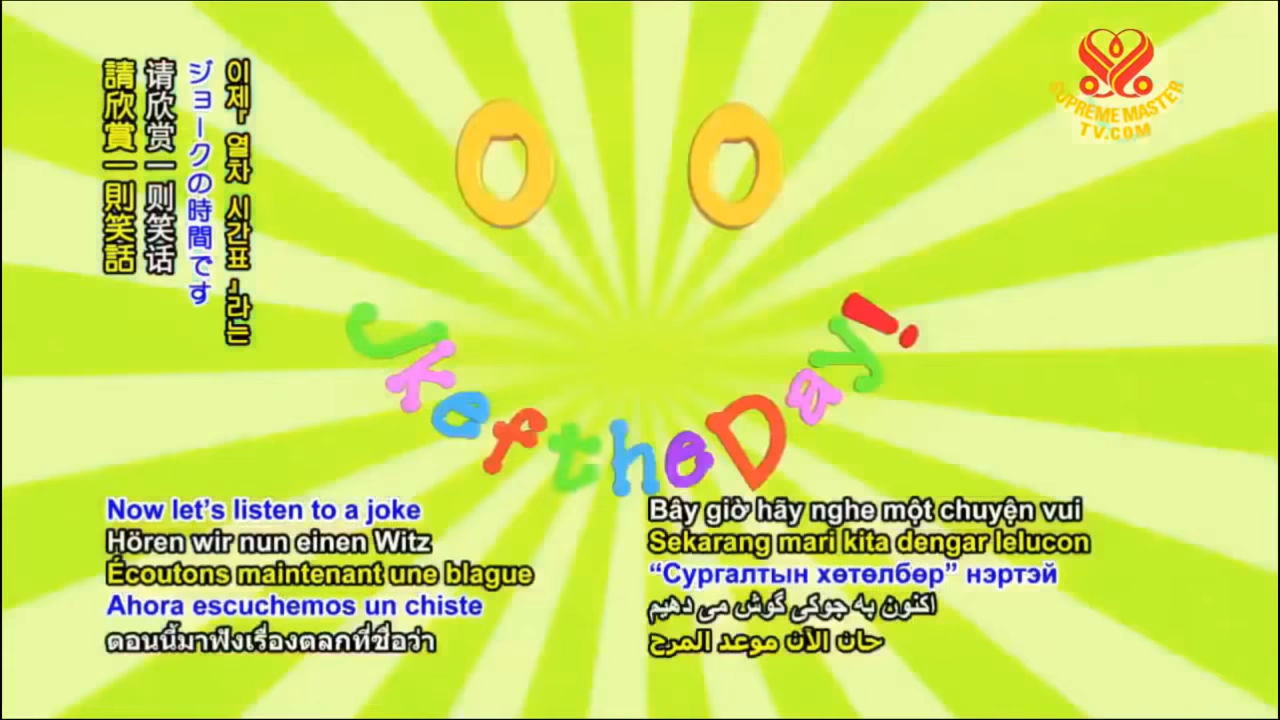 請欣賞一則笑話
请欣赏一则笑话
ジョークの時間です
이제『열차 시간표』라는
SUPREME MASTER
TV.COM
O O
Jkeftheday!
Now let's listen to a joke
Hören wir nun einen Witz
Écoutons maintenant une blague
Ahora escuchemos un chiste
ตอนนี้มาฟังเรื่องตลกที่ชื่อว่า
Bây giờ hãy nghe một chuyện vui
Sekarang mari kita dengar lelucon
“Сургалтын хөтөлбөр” нэртэй
اکنون به جوکی گوش می دهیم
حان الآن موعد المرح